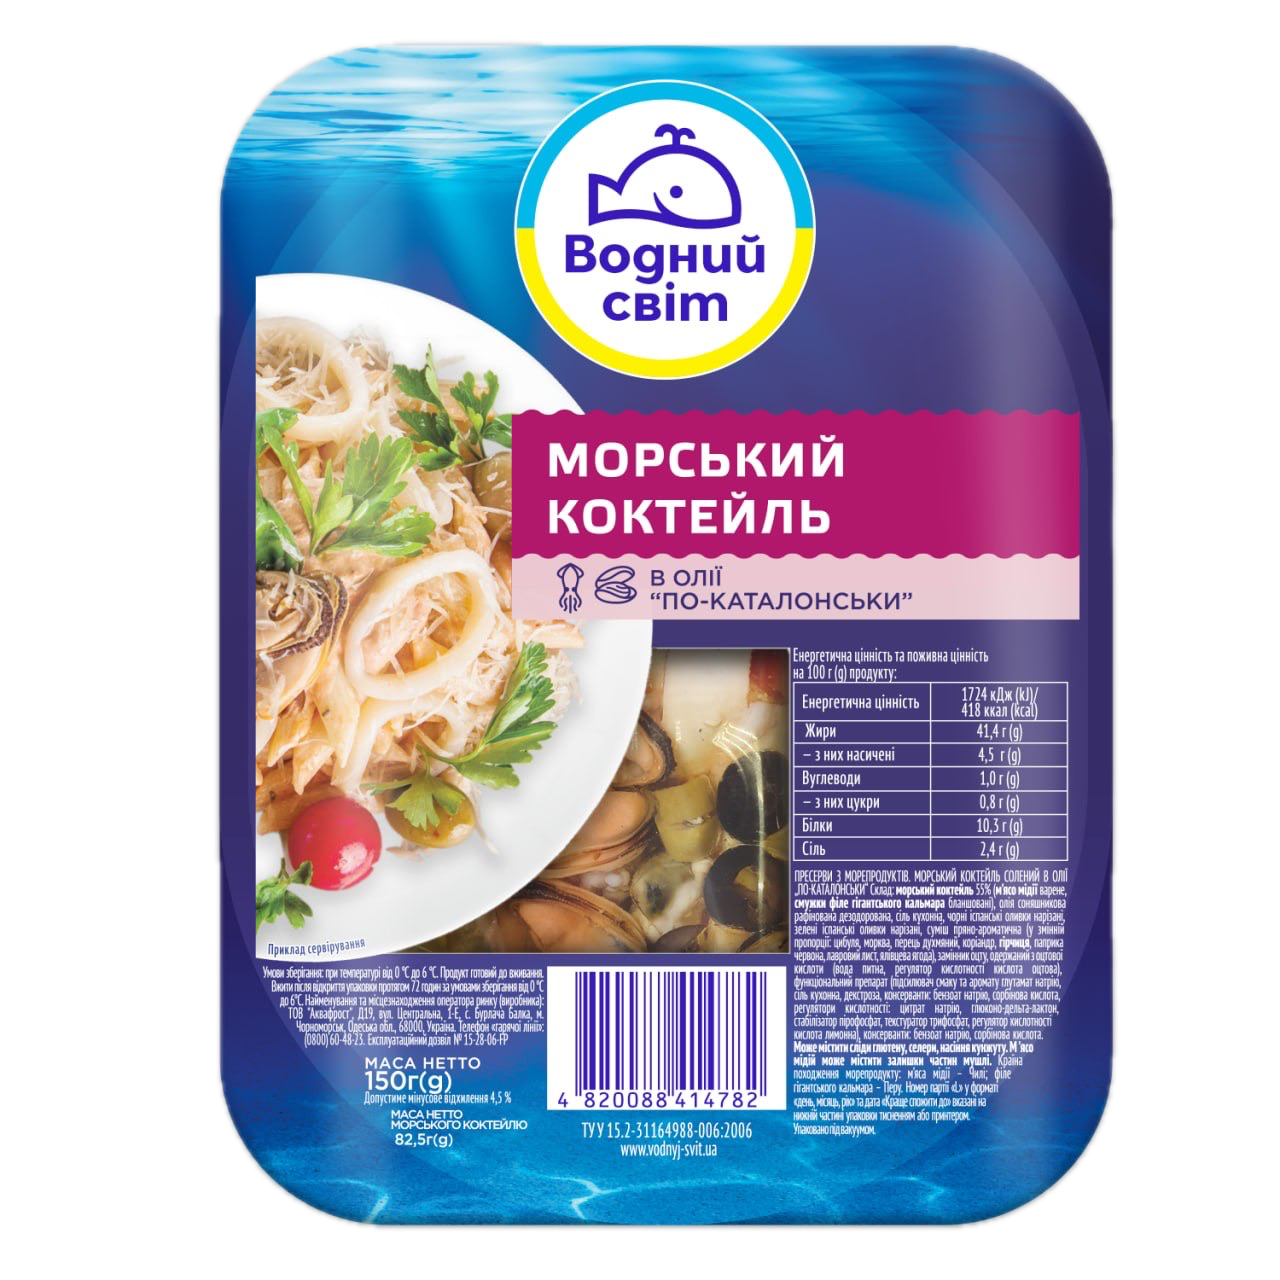 Водний
світ
МОРСЬКИЙ
КОКТЕЙЛЬ
В ОЛІЇ
“ПО-КАТАЛОНСЬКИ”
Енергетична цінність та поживна цінність
на 100 г (g) продукту:
Енергетична цінність 1724 кДж (kJ)/
418 ккал (kcal)
Жири 41,4 г (g)
– з них насичені 4,5 г (g)
Вуглеводи 1,0 г (g)
– з них цукри 0,8 г (g)
Білки 10,3 г (g)
Сіль 2,4 г (g)
ПРЕСЕРВИ З МОРЕПРОДУКТІВ. МОРСЬКИЙ КОКТЕЙЛЬ СОЛЕНИЙ В ОЛІЇ
„ПО-КАТАЛОНСЬКИ“ Склад: морський коктейль 55% (м'ясо мідії варене,
смужки філе гігантського кальмара бланшовані), олія соняшникова
рафінована дезодорована, сіль кухонна, чорні іспанські оливки нарізані,
зелені іспанські оливки нарізані, суміш пряно-ароматична (у змінній
пропорції: цибуля, морква, перець духмяний, коріандр, гірчиця, паприка
червона, лавровий лист, ялівцева ягода), замінник оцту, одержаний з оцтової
кислоти (вода питна, регулятор кислотності кислота оцтова),
функціональний препарат (підсилювач смаку та аромату глутамат натрію,
сіль кухонна, декстроза, консерванти: бензоат натрію, сорбінова кислота,
регулятори кислотності: цитрат натрію, глюконо-дельта-лактон,
стабілізатор пірофосфат, текстуратор трифосфат, регулятор кислотності
кислота лимонна), консерванти: бензоат натрію, сорбінова кислота.
Може містити сліди глютену, селери, насіння кунжуту. М'ясо
мідій може містити залишки частин мушлі. Країна
походження морепродукту: м'яса мідії – Чилі; філе
гігантського кальмара – Перу. Номер партії «L» у форматі
«день, місяць, рік» та дата «Краще спожити до» вказані на
нижній частині упаковки тисненням або принтером.
Упаковано під вакуумом.
Приклад сервірування
Умови зберігання: при температурі від 0 °С до 6 °С. Продукт готовий до вживання.
Вжити після відкриття упаковки протягом 72 годин за умовами зберігання від 0 °С
до 6°С. Найменування та місцезнаходження оператора ринку (виробника):
ТОВ "Аквафрост", Д19, вул. Центральна, 1-Е, с. Бурлача Балка, м.
Чорноморськ, Одеська обл., 68000, Україна. Телефон «гарячої лінії»:
(0800) 60-48-23. Експлуатаційний дозвіл № 15-28-06-FP
МАСА НЕТТО
150г(g)
Допустиме мінусове відхилення 4,5 %
МАСА НЕТТО
МОРСЬКОГО КОКТЕЙЛЮ
82,5г(g)
4 820088 414782
ТУ У 15.2-31164988-006:2006
www.vodnyj-svit.ua